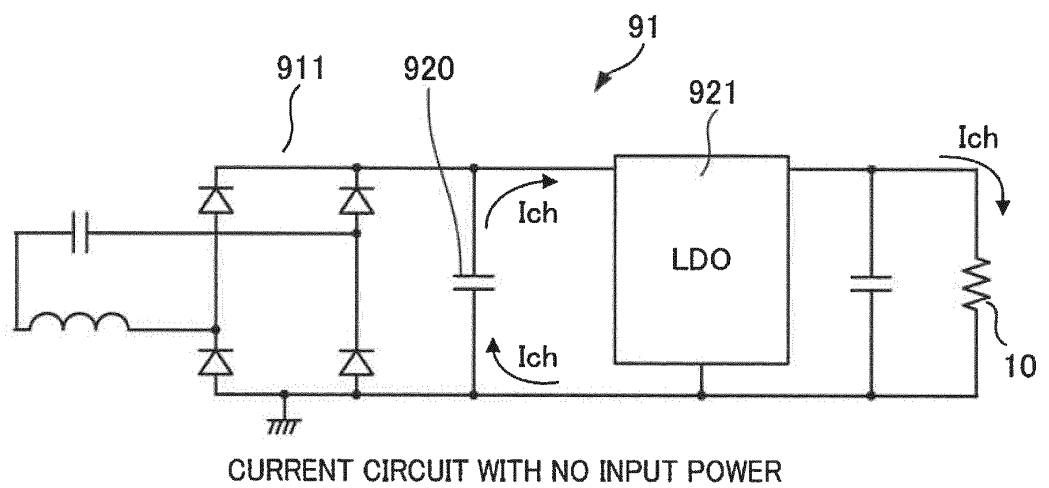 91
911
920
921
Ich
Ich
LDO
Ich
10
CURRENT CIRCUIT WITH NO INPUT POWER